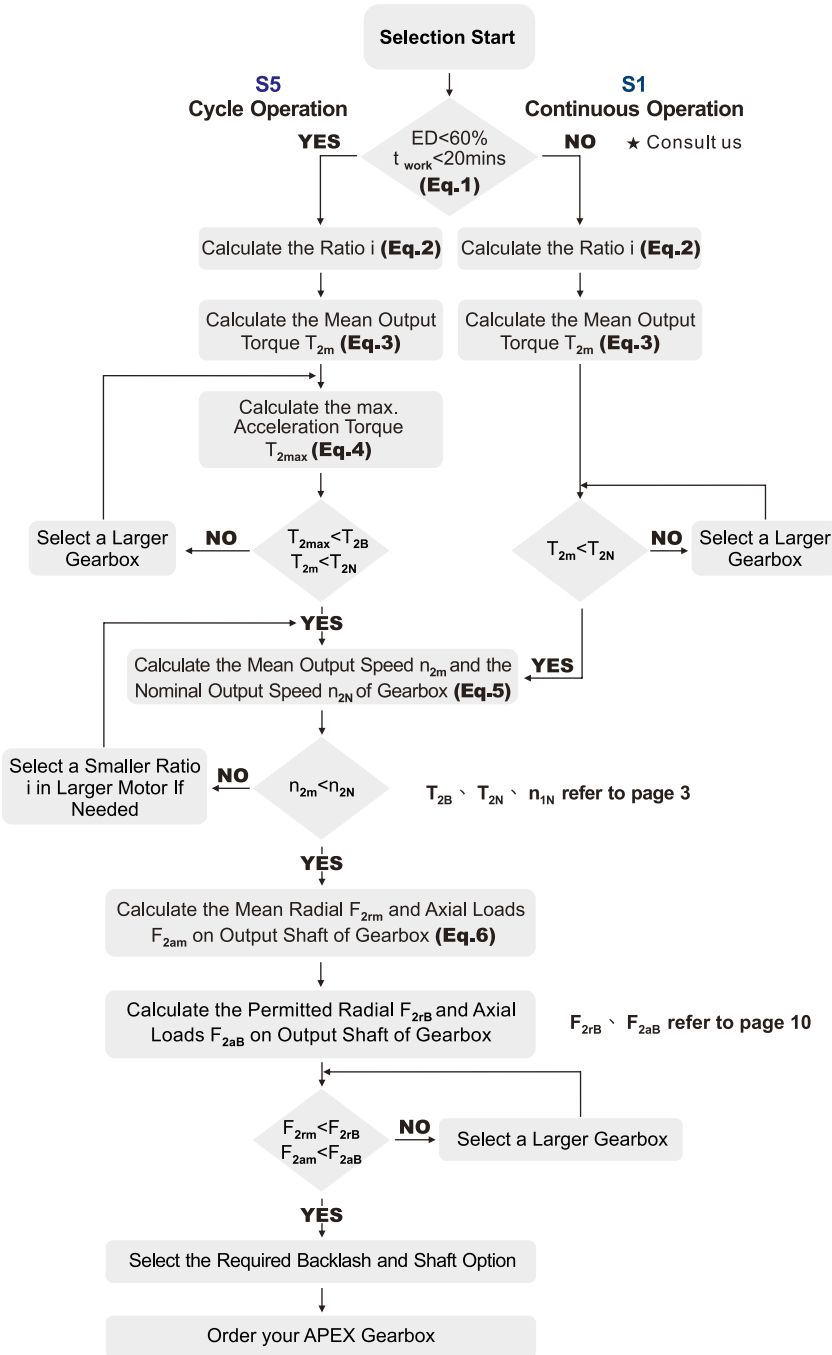 Selection Start
S5
Cycle Operation
S1
Continuous Operation
YES
ED<60%
t work<20mins
(Eq.1)
NO
★ Consult us
Calculate the Ratio i (Eq.2)
Calculate the Ratio i (Eq.2)
Calculate the Mean Output
Torque T2m (Eq.3)
Calculate the Mean Output
Torque T2m (Eq.3)
Calculate the max.
Acceleration Torque
T2max (Eq.4)
Select a Larger
Gearbox
NO
T2max<T2B
T2m<T2N
T2m<T2N
NO
Select a Larger
Gearbox
YES
Calculate the Mean Output Speed n2m and the
Nominal Output Speed n2N of Gearbox (Eq.5)
YES
Select a Smaller Ratio
i in Larger Motor If
Needed
NO
n2m<n2N
T2B、T2N、n1N refer to page 3
YES
Calculate the Mean Radial F2rm and Axial Loads
F2am on Output Shaft of Gearbox (Eq.6)
Calculate the Permitted Radial F2rB and Axial
Loads F2aB on Output Shaft of Gearbox
F2rB、F2aB refer to page 10
F2rm<F2rB
F2am<F2aB
NO
Select a Larger Gearbox
YES
Select the Required Backlash and Shaft Option
Order your APEX Gearbox